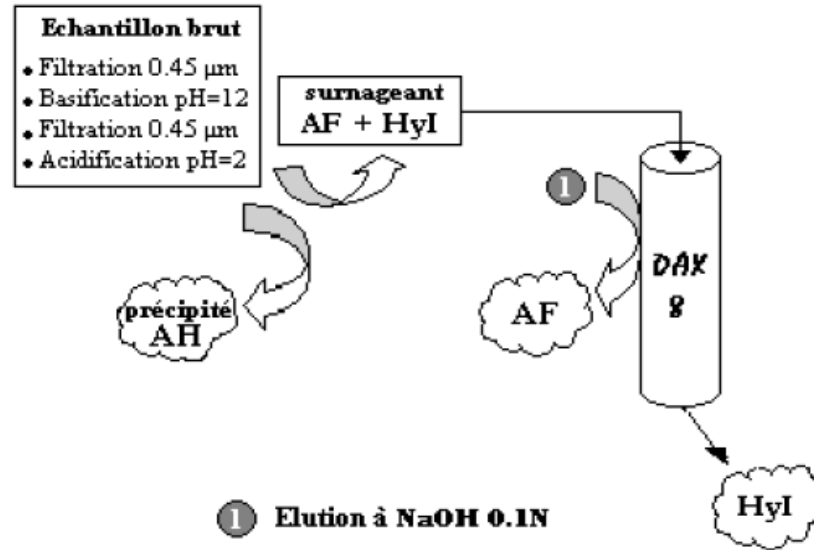 Echantillon brut
• Filtration 0.45 µm
• Basification pH=12
• Filtration 0.45 µm
• Acidification pH=2
surnageant
AF + HyI
1
DAX
8
précipité
AH
AF
HyI
1 Elution à NaOH 0.1N